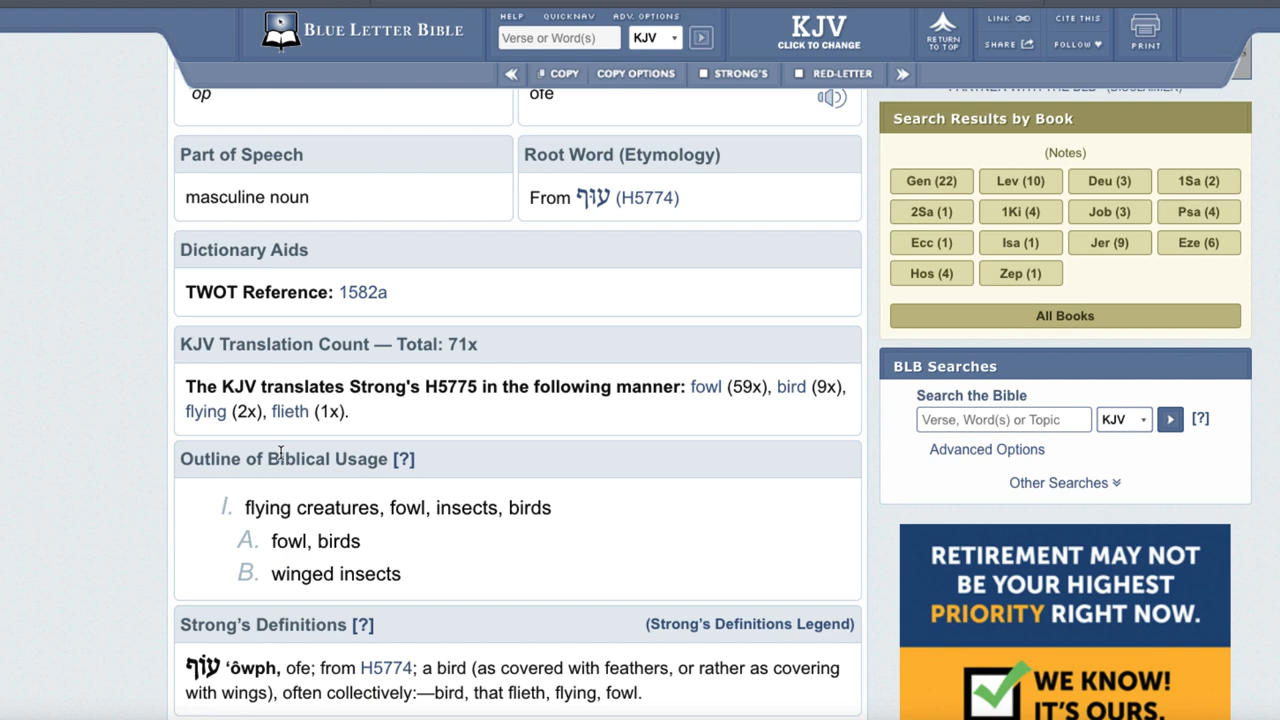 BLUE LETTER BIBLE
HELP QUICKNAV ADV. OPTIONS
Verse or Word(s) KJV
KJV
CLICK TO CHANGE
RETURN
TO TOP
LINK
SHARE
CITE THIS
FOLLOW
PRINT
COPY COPY OPTIONS STRONG'S RED-LETTER
op
ofe
Part of Speech
masculine noun
Root Word (Etymology)
From עוּף (H5774)
Dictionary Aids
TWOT Reference: 1582a
KJV Translation Count — Total: 71x
The KJV translates Strong's H5775 in the following manner: fowl (59x), bird (9x),
flying (2x), flieth (1x).
Outline of Biblical Usage [?]
I. flying creatures, fowl, insects, birds
A. fowl, birds
B. winged insects
Strong's Definitions [?] (Strong's Definitions Legend)
עוֹף ʻôwph, ofe; from H5774; a bird (as covered with feathers, or rather as covering
with wings), often collectively:—bird, that flieth, flying, fowl.
PARTNER WITH THE BLB (DISCLAIMER)
Search Results by Book
(Notes)
Gen (22) Lev (10) Deu (3) 1Sa (2)
2Sa (1) 1Ki (4) Job (3) Psa (4)
Ecc (1) Isa (1) Jer (9) Eze (6)
Hos (4) Zep (1)
All Books
BLB Searches
Search the Bible
Verse, Word(s) or Topic KJV [?]
Advanced Options
Other Searches
RETIREMENT MAY NOT
BE YOUR HIGHEST
PRIORITY RIGHT NOW.
WE KNOW!
IT'S OURS.